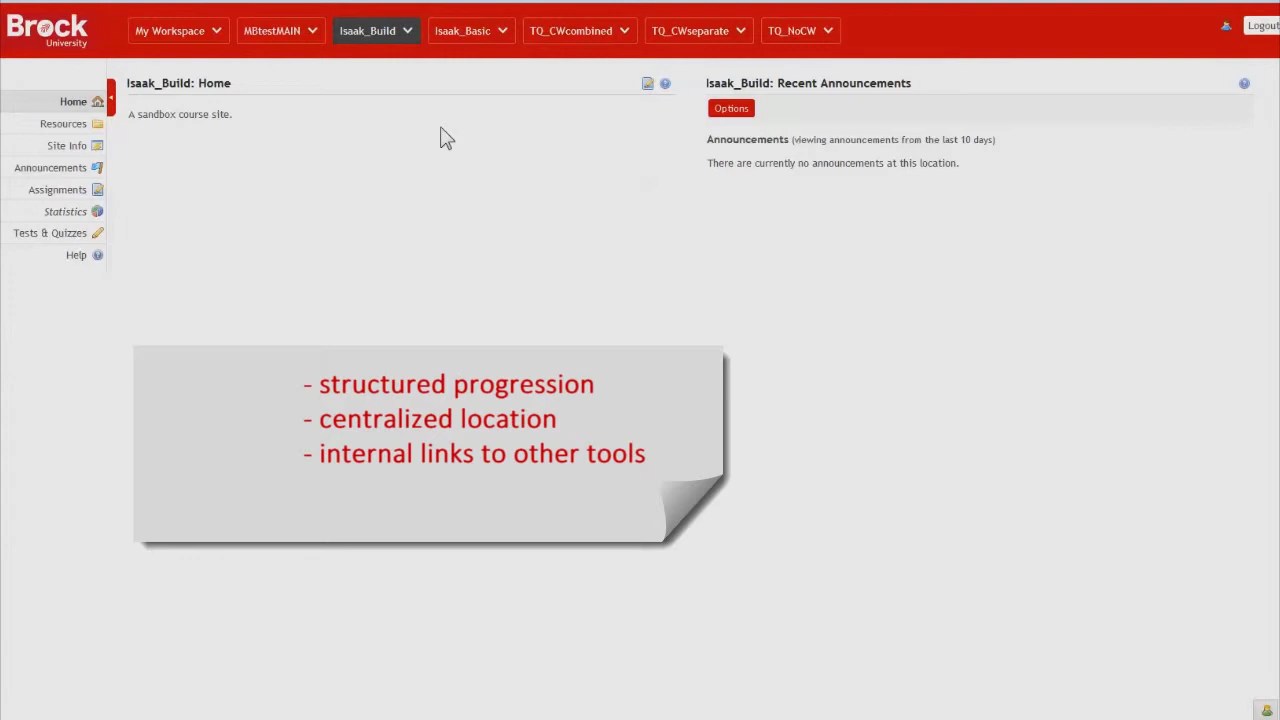 Brock
University
My Workspace
MBtestMAIN
Isaak_Build
Isaak_Basic
TQ_CWcombined
TQ_CWseparate
TQ_NoCW
Logout
Home
Resources
Site Info
Announcements
Assignments
Statistics
Tests & Quizzes
Help
Isaak_Build: Home
A sandbox course site.
Isaak_Build: Recent Announcements
Options
Announcements (viewing announcements from the last 10 days)
There are currently no announcements at this location.
- structured progression
- centralized location
- internal links to other tools